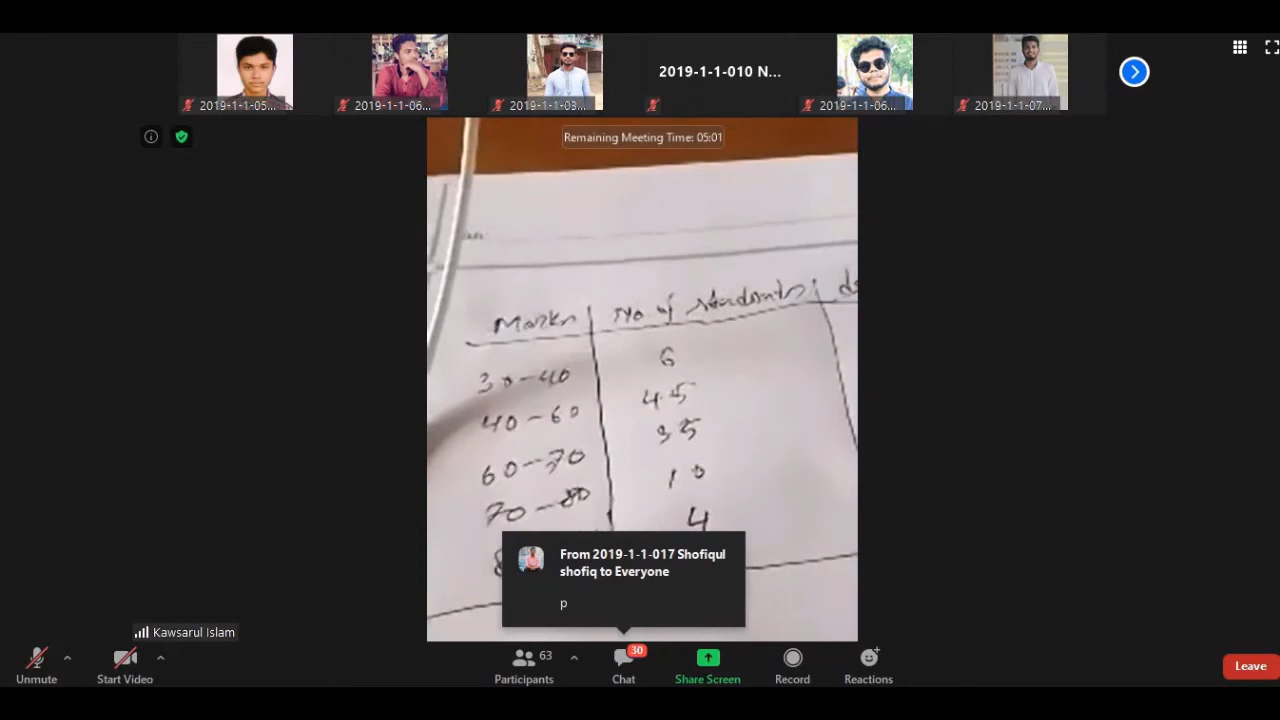 2019-1-1-05...
2019-1-1-06...
2019-1-1-03...
2019-1-1-010 N...
2019-1-1-06...
2019-1-1-07...
Remaining Meeting Time: 05:01
Marks No of students
30-40 6
40-60 45
60-70 35
70-80 10
8 4
From 2019-1-1-017 Shofiqul
shofiq to Everyone
p
Kawsarul Islam
Unmute
Start Video
63
Participants
30
Chat
Share Screen
Record
Reactions
Leave